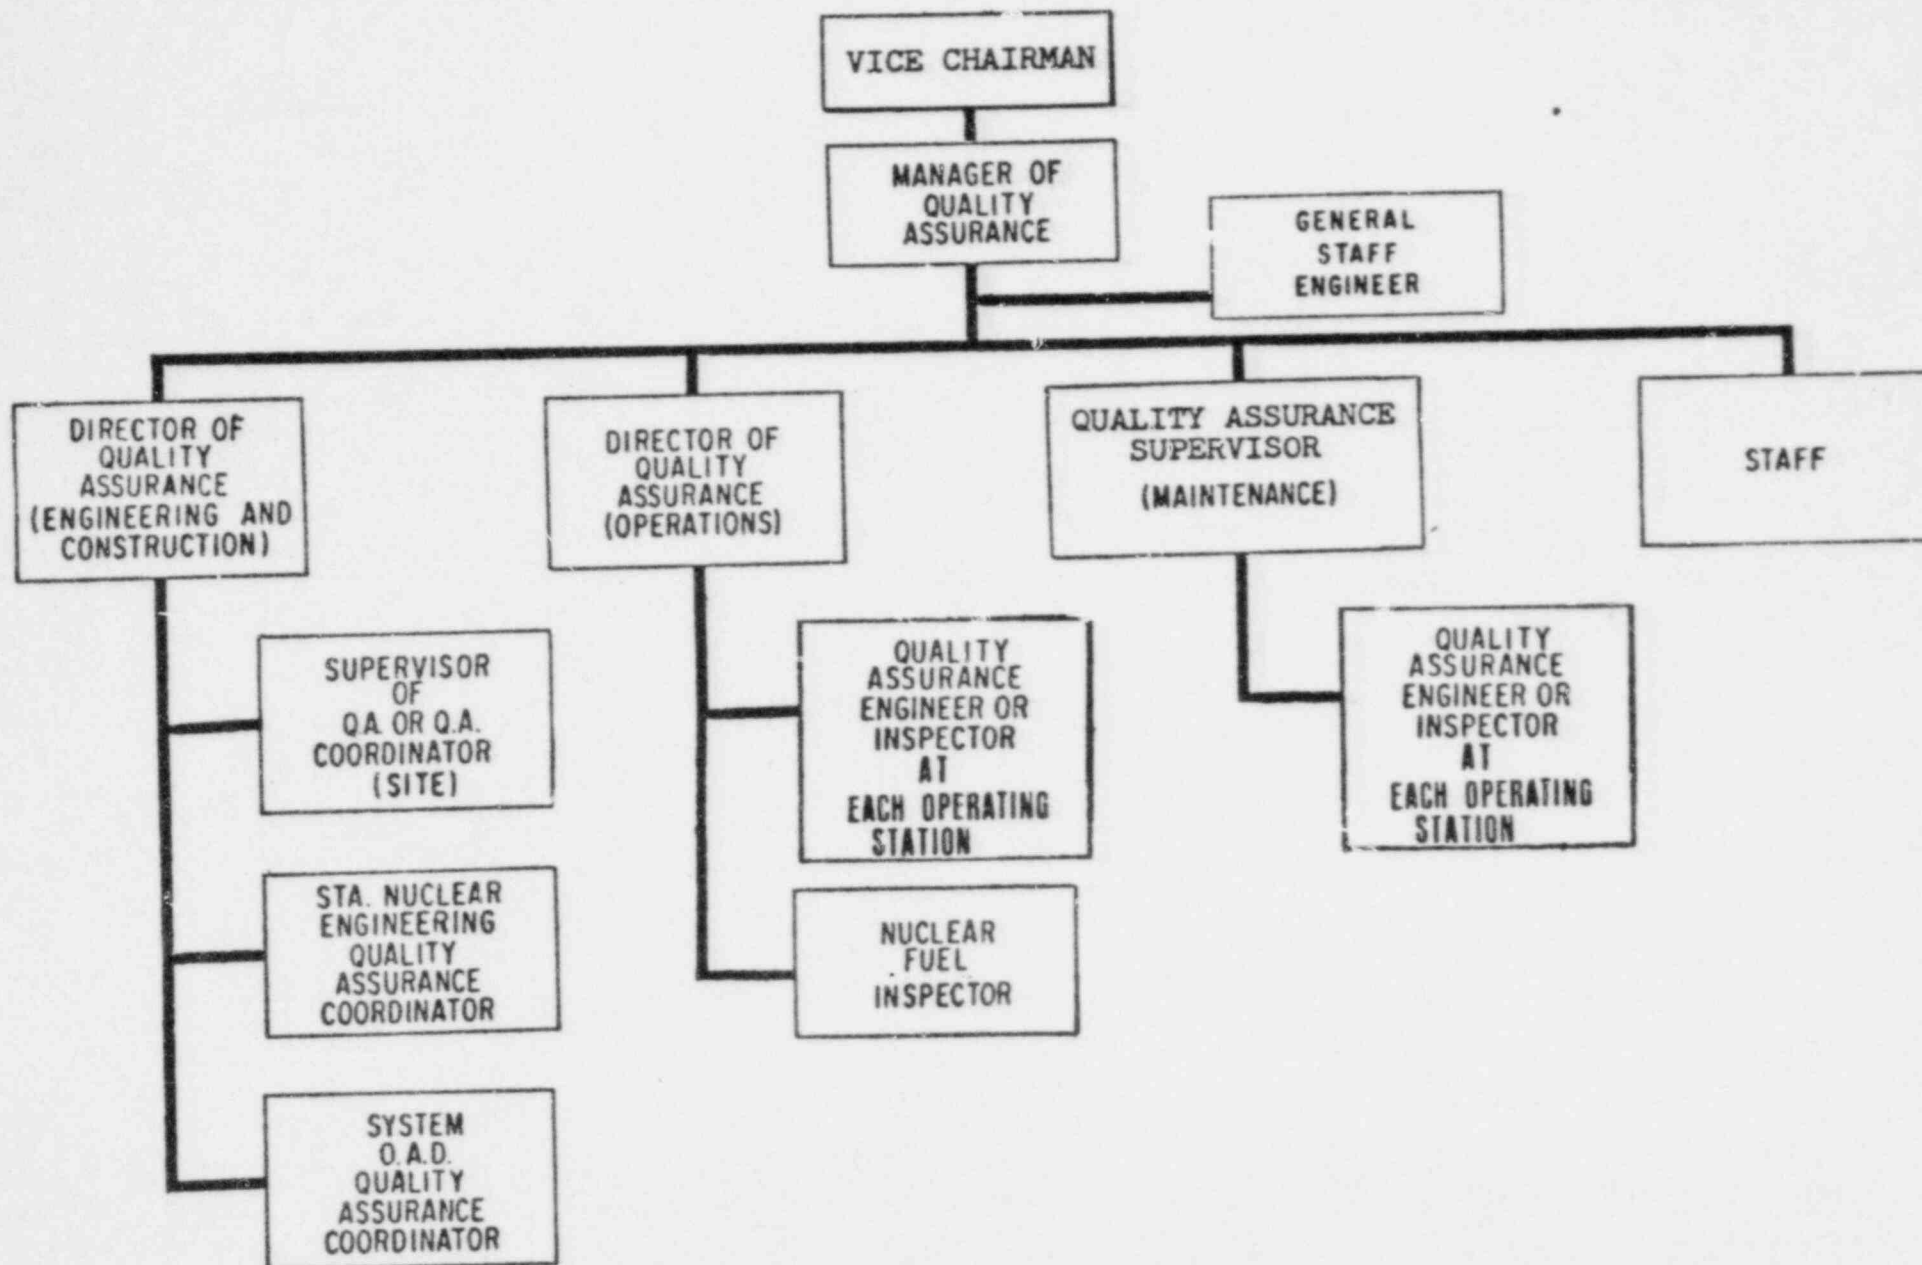 VICE CHAIRMAN
MANAGER OF
QUALITY
ASSURANCE
GENERAL
STAFF
ENGINEER
DIRECTOR OF
QUALITY
ASSURANCE
(ENGINEERING AND
CONSTRUCTION)
DIRECTOR OF
QUALITY
ASSURANCE
(OPERATIONS)
QUALITY ASSURANCE
SUPERVISOR
(MAINTENANCE)
STAFF
SUPERVISOR
OF
Q.A. OR Q.A.
COORDINATOR
(SITE)
STA. NUCLEAR
ENGINEERING
QUALITY
ASSURANCE
COORDINATOR
SYSTEM
O.A.D.
QUALITY
ASSURANCE
COORDINATOR
QUALITY
ASSURANCE
ENGINEER OR
INSPECTOR
AT
EACH OPERATING
STATION
NUCLEAR
FUEL
INSPECTOR
QUALITY
ASSURANCE
ENGINEER OR
INSPECTOR
AT
EACH OPERATING
STATION